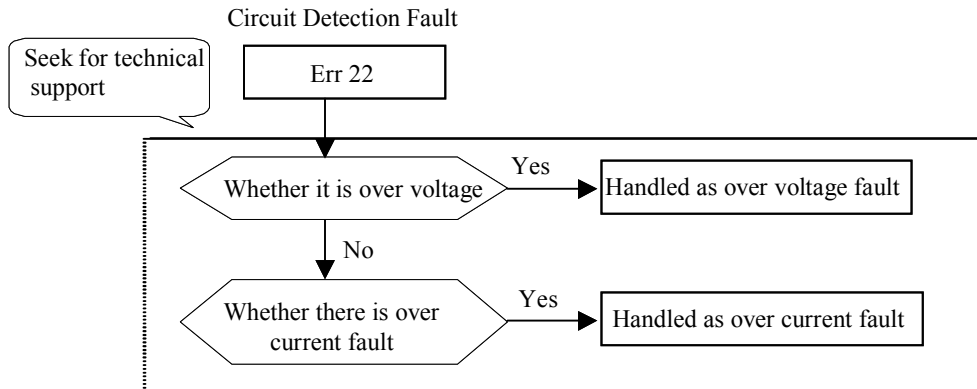 Circuit Detection Fault
Seek for technical
support
Err 22
Whether it is over voltage
Yes
Handled as over voltage fault
No
Whether there is over
current fault
Yes
Handled as over current fault